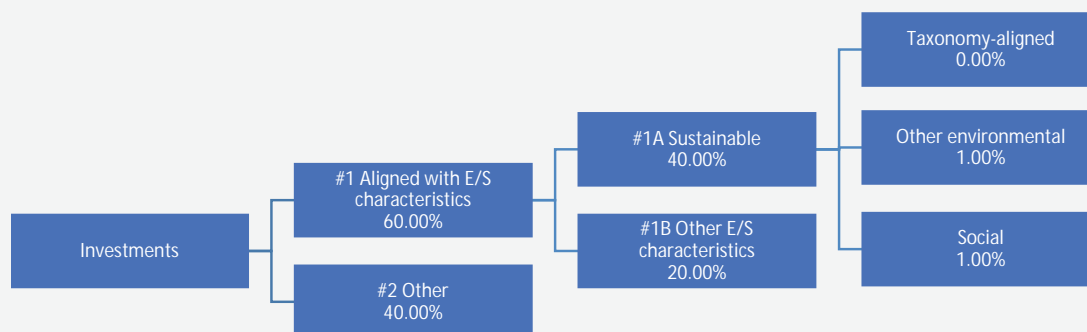 Investments
#1 Aligned with E/S
characteristics
60.00%
#2 Other
40.00%
#1A Sustainable
40.00%
#1B Other E/S
characteristics
20.00%
Taxonomy-aligned
0.00%
Other environmental
1.00%
Social
1.00%